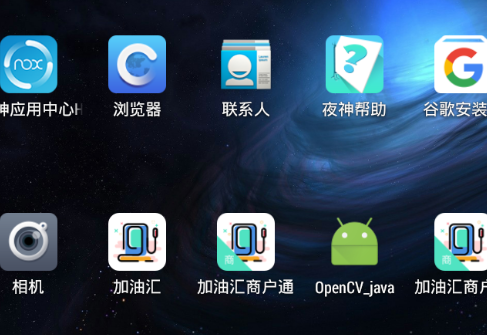 nox
神应用中心H
浏览器
联系人
夜神帮助
谷歌安装
商
商
相机
加油汇
加油汇商户通
OpenCV_java
加油汇商户